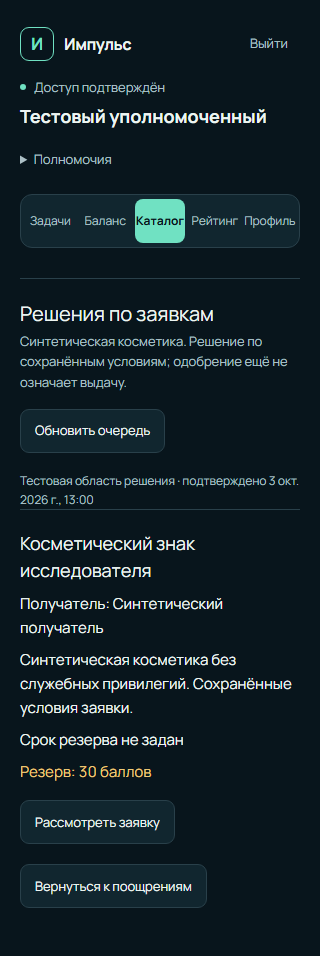 И Импульс Выйти
Доступ подтверждён
Тестовый уполномоченный
Полномочия
Задачи Баланс Каталог Рейтинг Профиль
Решения по заявкам
Синтетическая косметика. Решение по
сохранённым условиям; одобрение ещё не
означает выдачу.
Обновить очередь
Тестовая область решения · подтверждено 3 окт.
2026 г., 13:00
Косметический знак
исследователя
Получатель: Синтетический
получатель
Синтетическая косметика без
служебных привилегий. Сохранённые
условия заявки.
Срок резерва не задан
Резерв: 30 баллов
Рассмотреть заявку
Вернуться к поощрениям